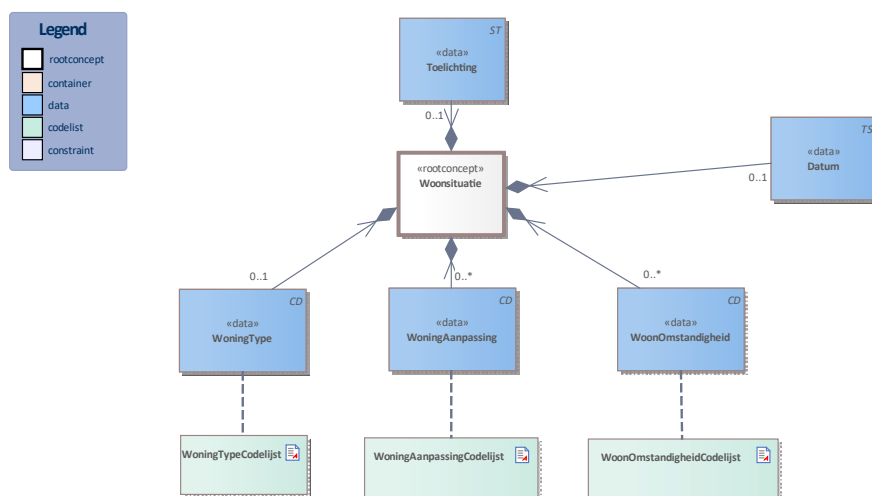 Legend
rootconcept
container
data
codelist
constraint
ST
«data»
Toelichting
0..1
«rootconcept»
Woonsituatie
TS
«data»
Datum
0..1
0..1
0..*
0..*
CD
«data»
WoningType
CD
«data»
WoningAanpassing
CD
«data»
WoonOmstandigheid
WoningTypeCodelijst
WoningAanpassingCodelijst
WoonOmstandigheidCodelijst